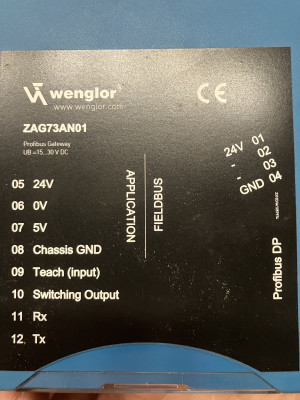 wenglor
www.wenglor.com
CE
ZAG73AN01
Profibus Gateway
UB =15...30 V DC
05 24V
06 0V
07 5V
08 Chassis GND
09 Teach (input)
10 Switching Output
11 Rx
12 Tx
APPLICATION
FIELDBUS
24V 01
- 02
- 03
GND 04
Profibus DP